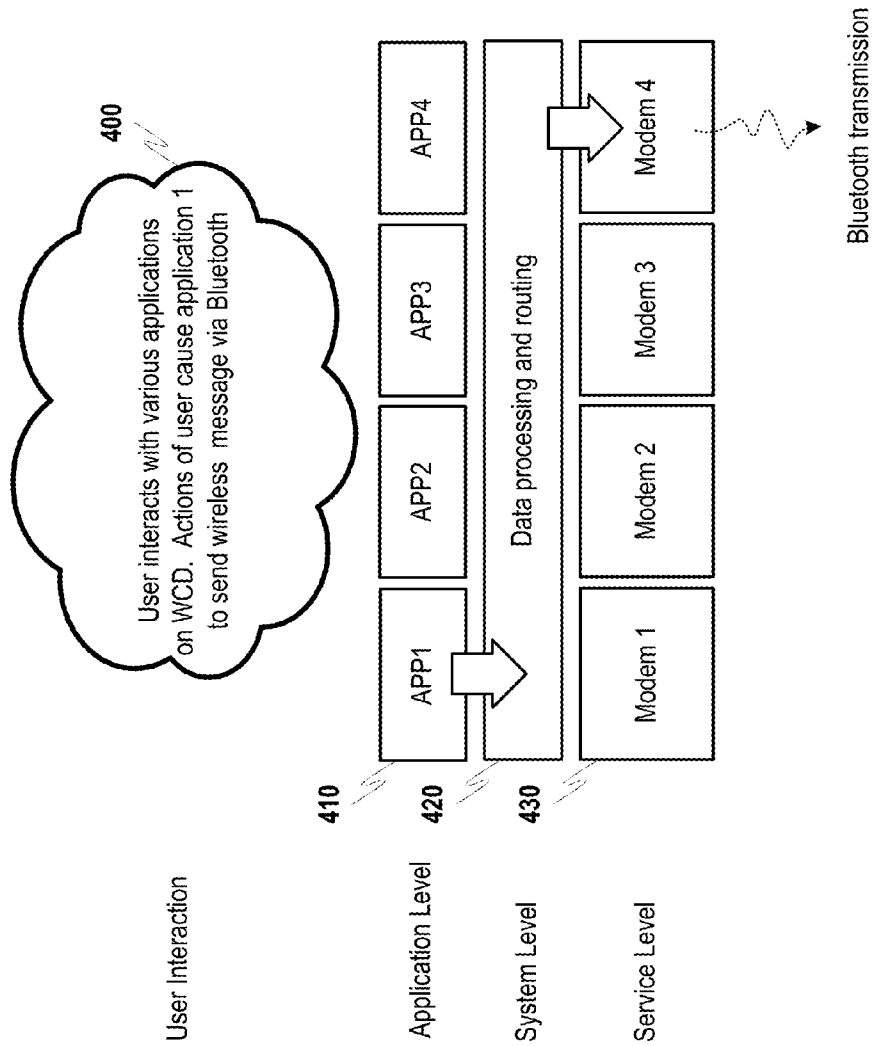 User Interaction
400
User interacts with various applications
on WCD. Actions of user cause application 1
to send wireless message via Bluetooth
Application Level
410
APP1
APP2
APP3
APP4
System Level
420
Data processing and routing
Service Level
430
Modem 1
Modem 2
Modem 3
Modem 4
Bluetooth transmission